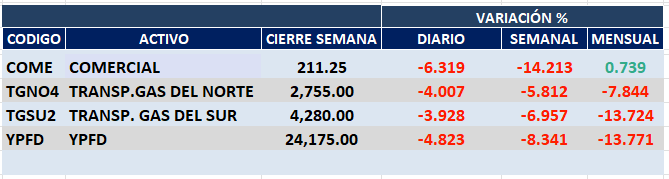 VARIACIÓN %
CODIGO ACTIVO CIERRE SEMANA DIARIO SEMANAL MENSUAL
COME COMERCIAL 211.25 -6.319 -14.213 0.739
TGNO4 TRANSP.GAS DEL NORTE 2,755.00 -4.007 -5.812 -7.844
TGSU2 TRANSP. GAS DEL SUR 4,280.00 -3.928 -6.957 -13.724
YPFD YPFD 24,175.00 -4.823 -8.341 -13.771